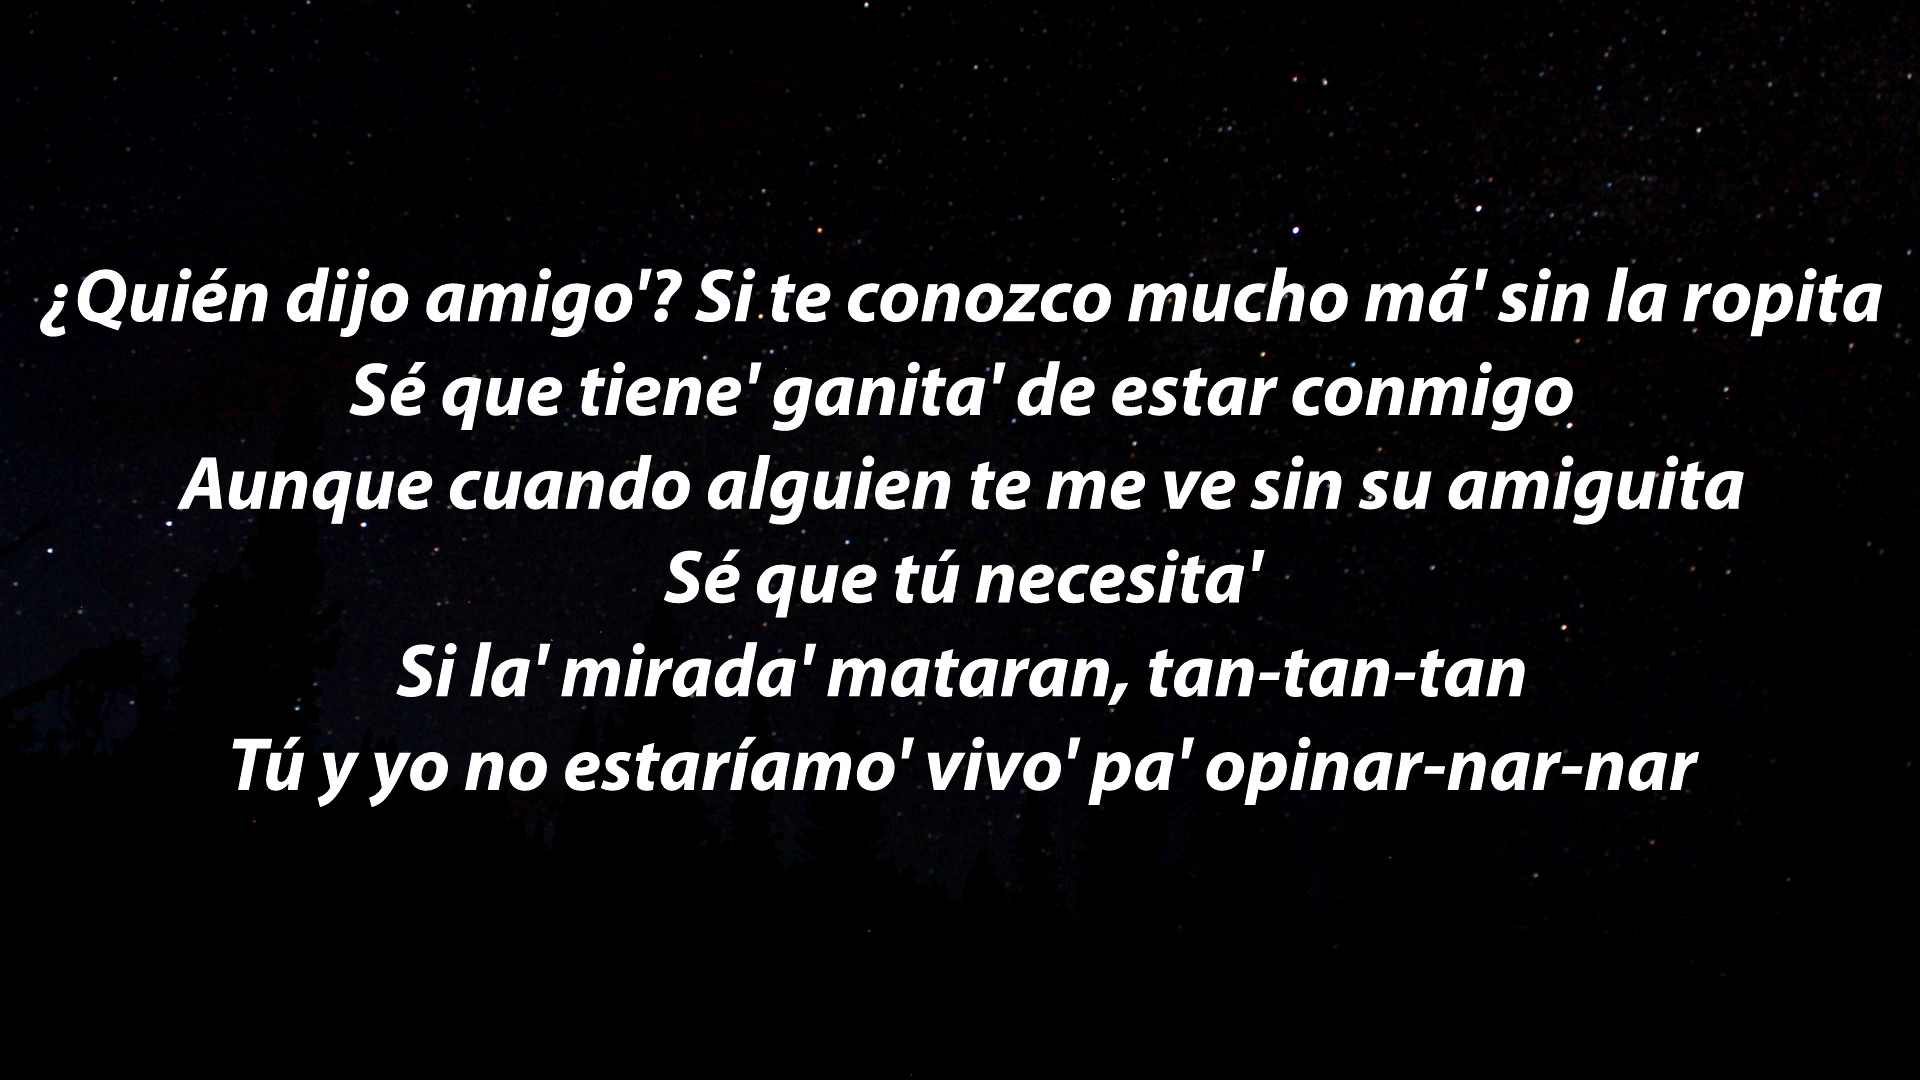 ¿Quién dijo amigo'? Si te conozco mucho má' sin la ropita
Sé que tiene' ganita' de estar conmigo
Aunque cuando alguien te me ve sin su amiguita
Sé que tú necesita'
Si la' mirada' mataran, tan-tan-tan
Tú y yo no estaríamo' vivo' pa' opinar-nar-nar